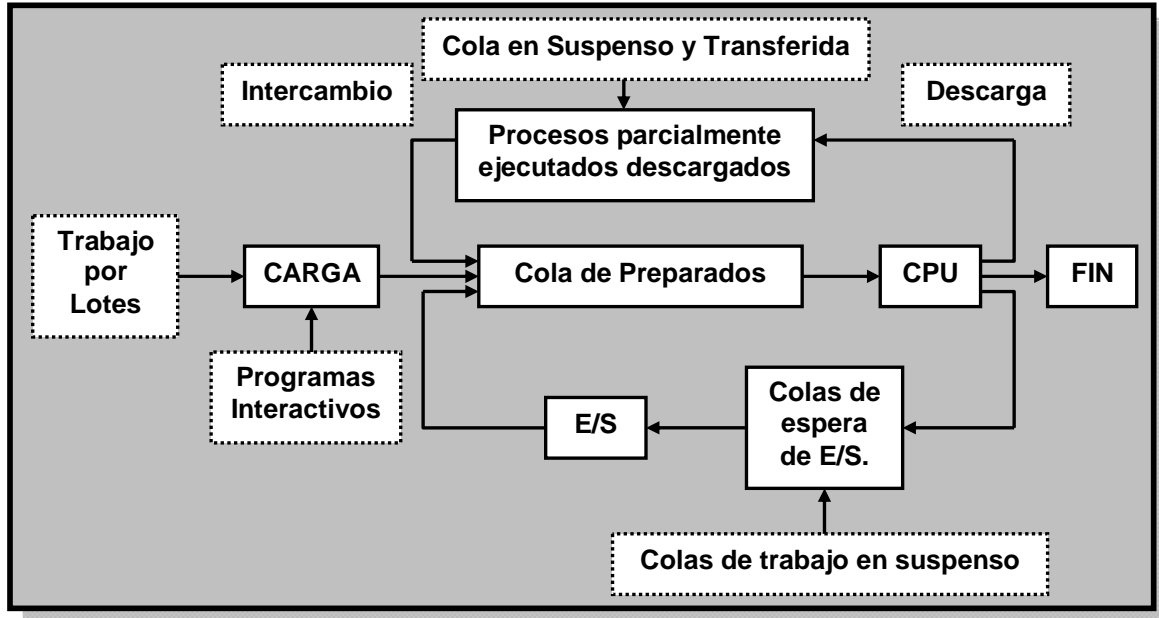 Cola en Suspenso y Transferida
Intercambio
Descarga
Procesos parcialmente
ejecutados descargados
Trabajo
por
Lotes
CARGA
Cola de Preparados
CPU
FIN
Programas
Interactivos
E/S
Colas de
espera
de E/S.
Colas de trabajo en suspenso